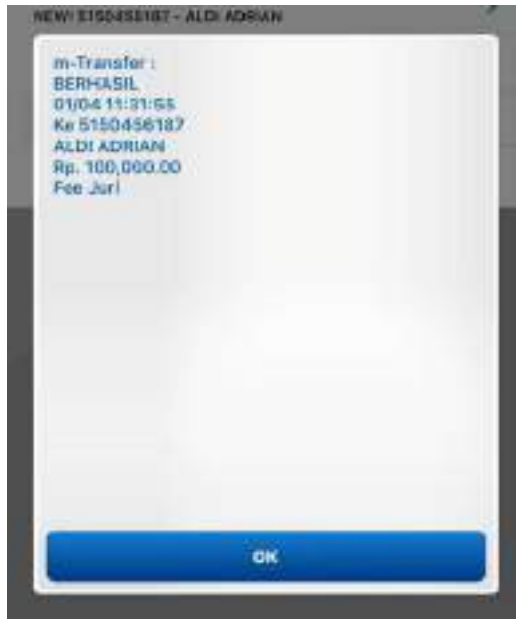 NEW! 5150456187 - ALDI ADRIAN
m-Transfer :
BERHASIL
01/04 11:31:55
Ke 5150456187
ALDI ADRIAN
Rp. 100,000.00
Fee Juri
OK